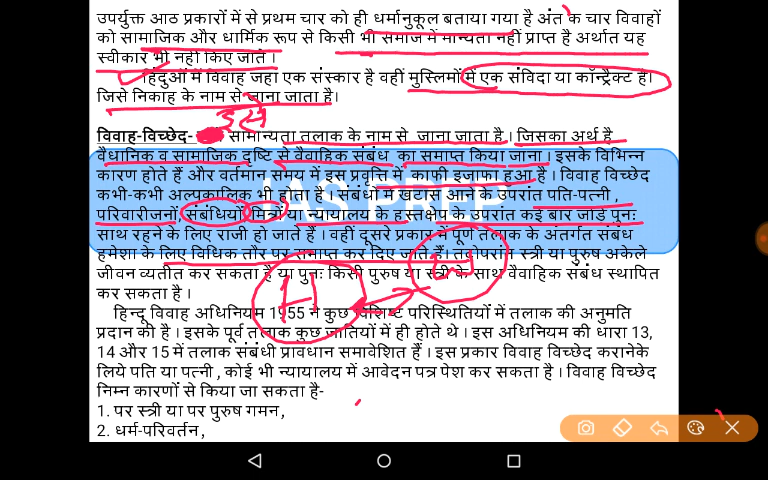 उपर्युक्त आठ प्रकारों में से प्रथम चार को ही धर्मानुकूल बताया गया है अंत के चार विवाहों
को सामाजिक और धार्मिक रूप से किसी भी समाज में मान्यता नहीं प्राप्त है अर्थात यह
स्वीकार भी नहीं किए जाते ।
हिंदुओं में विवाह जहां एक संस्कार है वहीं मुस्लिमों में एक संविदा या कॉन्ट्रैक्ट है।
जिसे निकाह के नाम से जाना जाता है।
इसे
विवाह-विच्छेद- सामान्यता तलाक के नाम से जाना जाता है । जिसका अर्थ है
वैधानिक व सामाजिक दृष्टि से वैवाहिक संबंध का समाप्त किया जाना । इसके विभिन्न
कारण होते हैं और वर्तमान समय में इस प्रवृत्ति में काफी इजाफा हुआ है । विवाह विच्छेद
कभी-कभी अल्पकालिक भी होता है । संबंधों में खटास आने के उपरांत पति-पत्नी ,
परिवारीजनों, संबंधियों मित्रों या न्यायालय के हस्तक्षेप के उपरांत कई बार जोड़े पुनः
साथ रहने के लिए राजी हो जाते हैं । वहीं दूसरे प्रकार में पूर्ण तलाक के अंतर्गत संबंध
हमेशा के लिए विधिक तौर पर समाप्त कर दिए जाते हैं। तदोपरांत स्त्री या पुरुष अकेले
जीवन व्यतीत कर सकता है या पुनः किसी पुरुष या स्त्री के साथ वैवाहिक संबंध स्थापित
कर सकता है ।
हिन्दू विवाह अधिनियम 1955 ने कुछ विशिष्ट परिस्थितियों में तलाक की अनुमति
प्रदान की है । इसके पूर्व तलाक कुछ जातियों में ही होते थे । इस अधिनियम की धारा 13,
14 और 15 में तलाक संबंधी प्रावधान समावेशित हैं । इस प्रकार विवाह विच्छेद करानेके
लिये पति या पत्नी , कोई भी न्यायालय में आवेदन पत्र पेश कर सकता है । विवाह विच्छेद
निम्न कारणों से किया जा सकता है-
1. पर स्त्री या पर पुरुष गमन,
2. धर्म-परिवर्तन,
H W